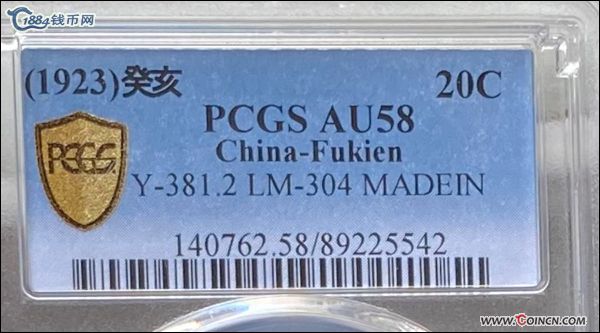 1884钱币网
(1923)癸亥 20C
PCGS AU58
China-Fukien
PCGS Y-381.2 LM-304 MADEIN
140762.58/89225542
WWW.COINCN.COM